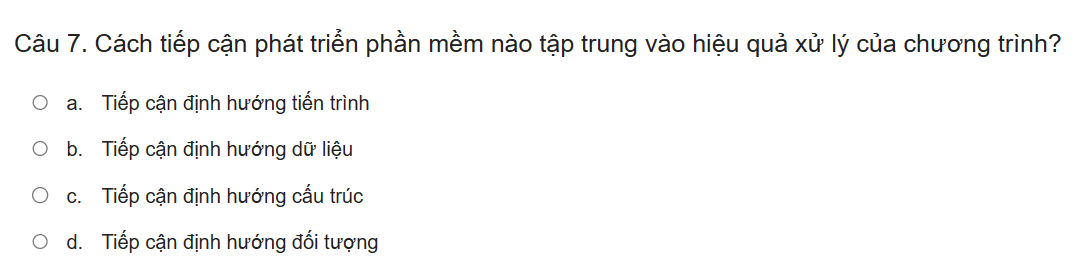 Câu 7. Cách tiếp cận phát triển phần mềm nào tập trung vào hiệu quả xử lý của chương trình?
a. Tiếp cận định hướng tiến trình
b. Tiếp cận định hướng dữ liệu
c. Tiếp cận định hướng cấu trúc
d. Tiếp cận định hướng đối tượng